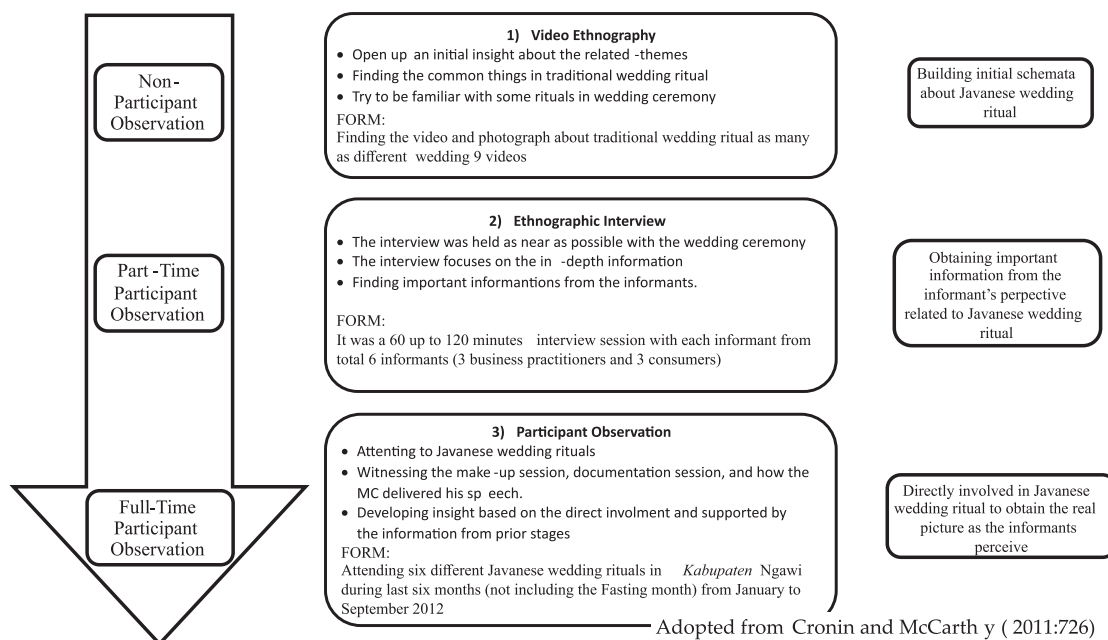 Non-
Participant
Observation
1) Video Ethnography
• Open up an initial insight about the related -themes
• Finding the common things in traditional wedding ritual
• Try to be familiar with some rituals in wedding ceremony
FORM:
Finding the video and photograph about traditional wedding ritual as many
as different wedding 9 videos
Building initial schemata
about Javanese wedding
ritual
Part -Time
Participant
Observation
2) Ethnographic Interview
• The interview was held as near as possible with the wedding ceremony
• The interview focuses on the in -depth information
• Finding important informantions from the informants.
FORM:
It was a 60 up to 120 minutes interview session with each informant from
total 6 informants (3 business practitioners and 3 consumers)
Obtaining important
information from the
informant's perpective
related to Javanese wedding
ritual
Full-Time
Participant
Observation
3) Participant Observation
• Attenting to Javanese wedding rituals
• Witnessing the make -up session, documentation session, and how the
MC delivered his sp eech.
• Developing insight based on the direct involment and supported by
the information from prior stages
FORM:
Attending six different Javanese wedding rituals in Kabupaten Ngawi
during last six months (not including the Fasting month) from January to
September 2012
Directly involved in Javanese
wedding ritual to obtain the real
picture as the informants
perceive
Adopted from Cronin and McCarth y ( 2011:726)